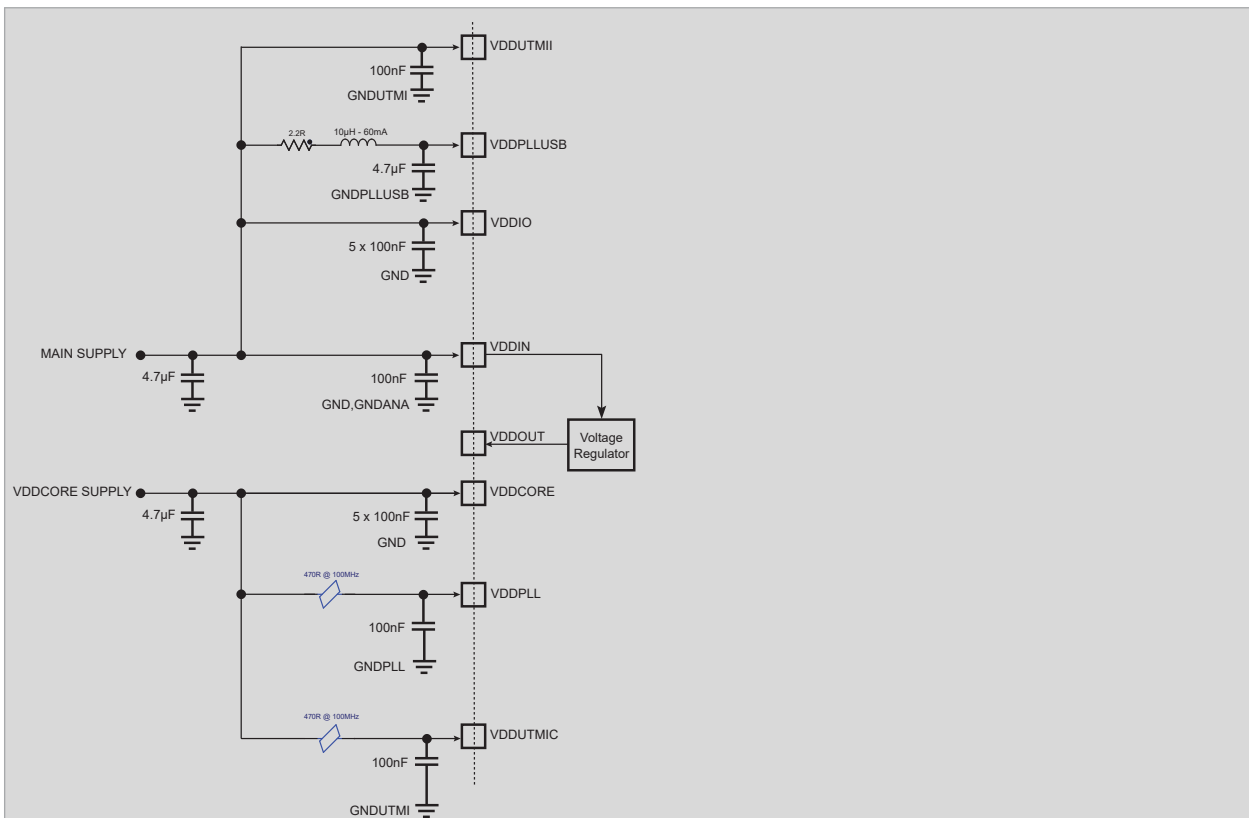 VDDUTMII
100nF
GNDUTMI
2.2R
10µH - 60mA
VDDPLLUSB
4.7µF
GNDPLLUSB
VDDIO
5 x 100nF
GND
VDDIN
MAIN SUPPLY
4.7µF
100nF
GND,GNDANA
VDDOUT
Voltage
Regulator
VDDCORE SUPPLY
VDDCORE
4.7µF
5 x 100nF
GND
470R @ 100MHz
VDDPLL
100nF
GNDPLL
470R @ 100MHz
VDDUTMIC
100nF
GNDUTMI